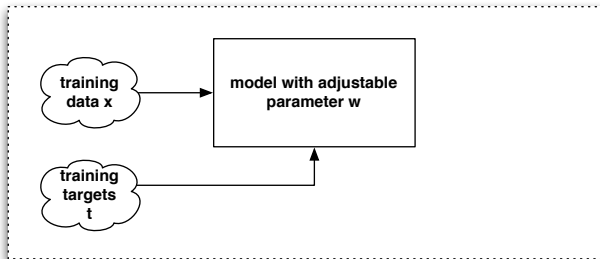 training
data x
model with adjustable
parameter w
training
targets
t